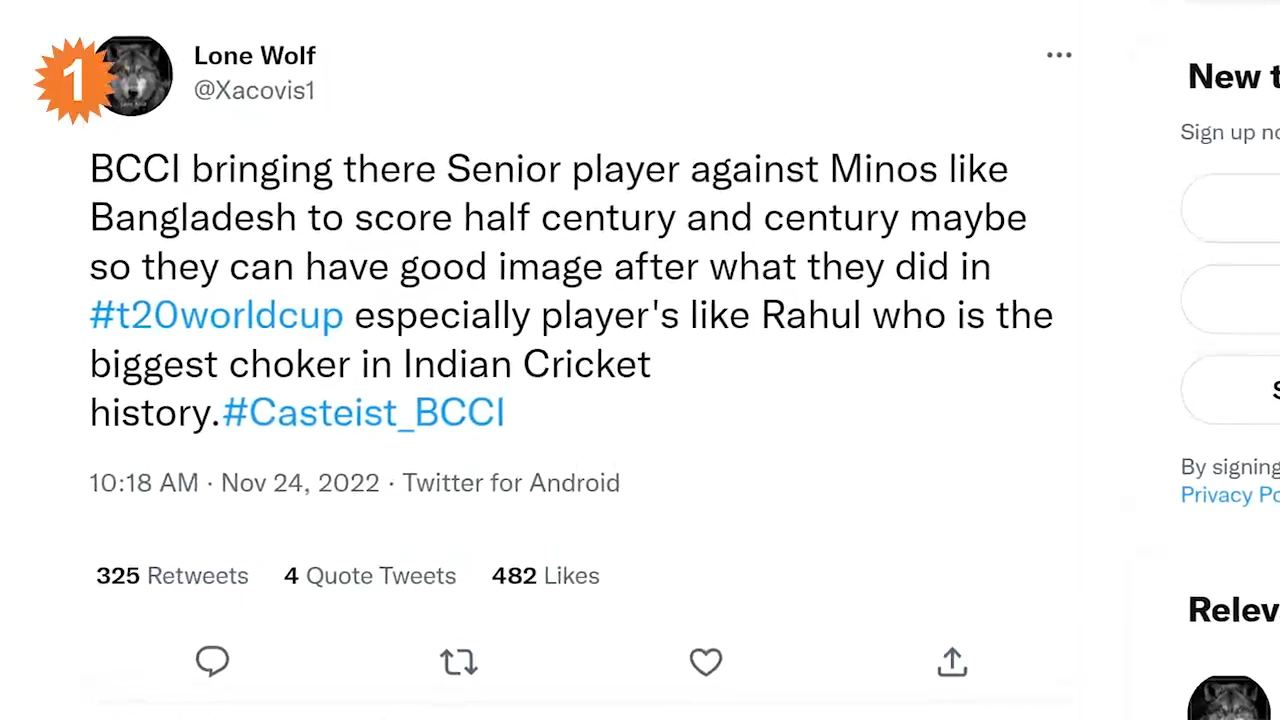 1
Lone Wolf
@Xacovis1
BCCI bringing there Senior player against Minos like
Bangladesh to score half century and century maybe
so they can have good image after what they did in
#t20worldcup especially player's like Rahul who is the
biggest choker in Indian Cricket
history.#Casteist_BCCI
10:18 AM · Nov 24, 2022 · Twitter for Android
325 Retweets 4 Quote Tweets 482 Likes
New t
Sign up no
S
By signing
Privacy Po
Relev